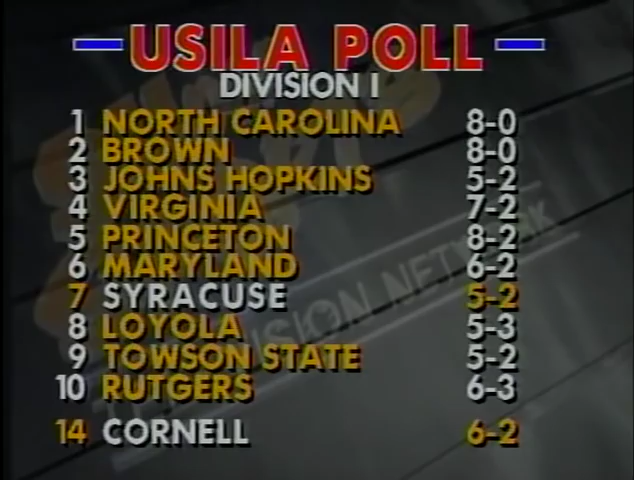 USILA POLL
DIVISION I
1 NORTH CAROLINA 8-0
2 BROWN 8-0
3 JOHNS HOPKINS 5-2
4 VIRGINIA 7-2
5 PRINCETON 8-2
6 MARYLAND 6-2
7 SYRACUSE 5-2
8 LOYOLA 5-3
9 TOWSON STATE 5-2
10 RUTGERS 6-3
14 CORNELL 6-2